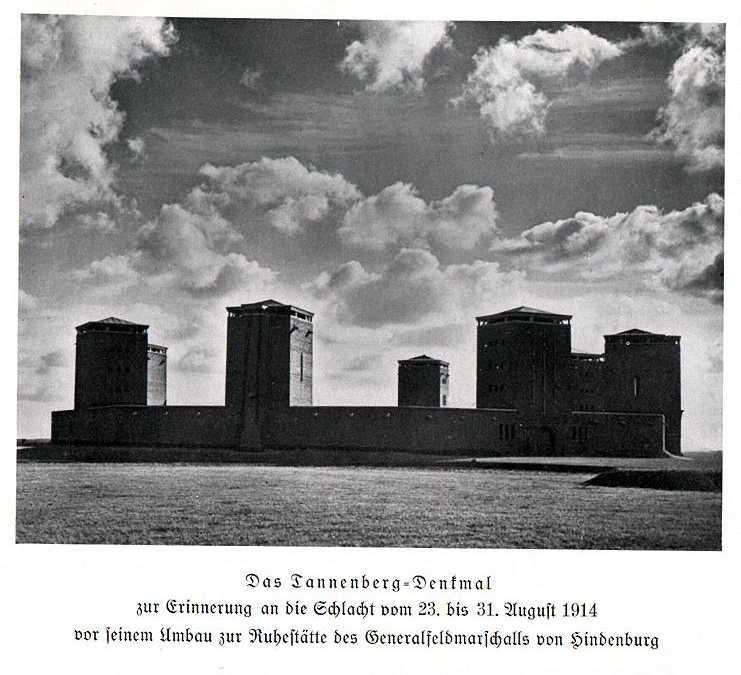 Das Tannenberg-Denkmal
zur Erinnerung an die Schlacht vom 23. bis 31. August 1914
vor seinem Umbau zur Ruhestätte des Generalfeldmarschalls von Hindenburg